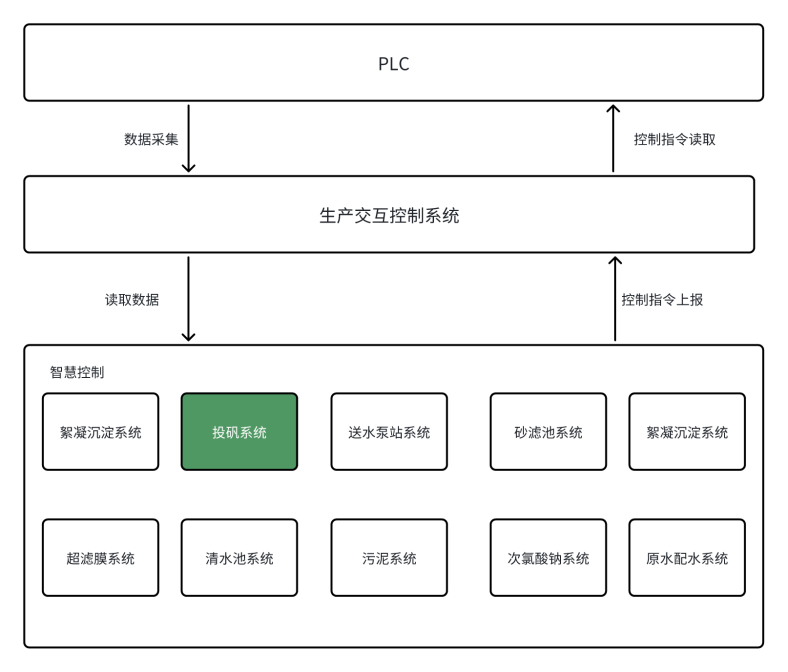 PLC
数据采集
控制指令读取
生产交互控制系统
读取数据
控制指令上报
智慧控制
絮凝沉淀系统
投矾系统
送水泵站系统
砂滤池系统
絮凝沉淀系统
超滤膜系统
清水池系统
污泥系统
次氯酸钠系统
原水配水系统